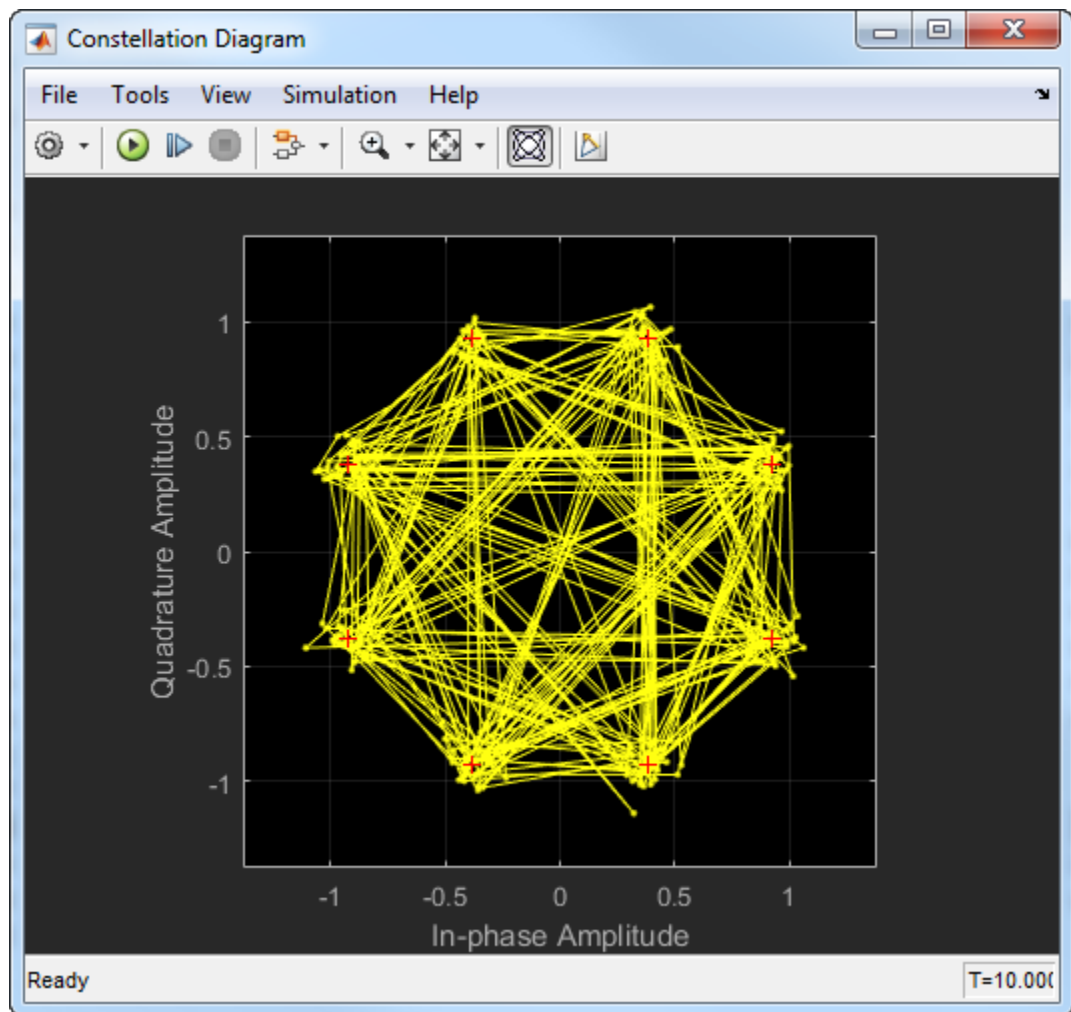 Constellation Diagram
File Tools View Simulation Help
1
0.5
0
-0.5
-1
Quadrature Amplitude
-1 -0.5 0 0.5 1
In-phase Amplitude
Ready T=10.000